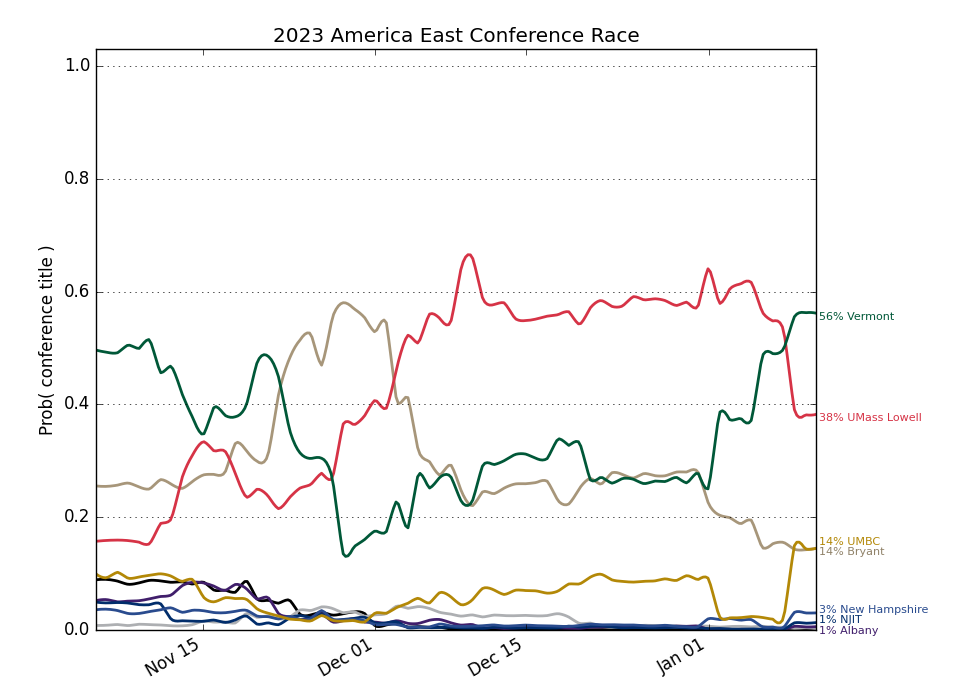 2023 America East Conference Race
Prob( conference title )
1.0
0.8
0.6
0.4
0.2
0.0
Nov 15
Dec 01
Dec 15
Jan 01
56% Vermont
38% UMass Lowell
14% UMBC
14% Bryant
3% New Hampshire
1% NJIT
1% Albany